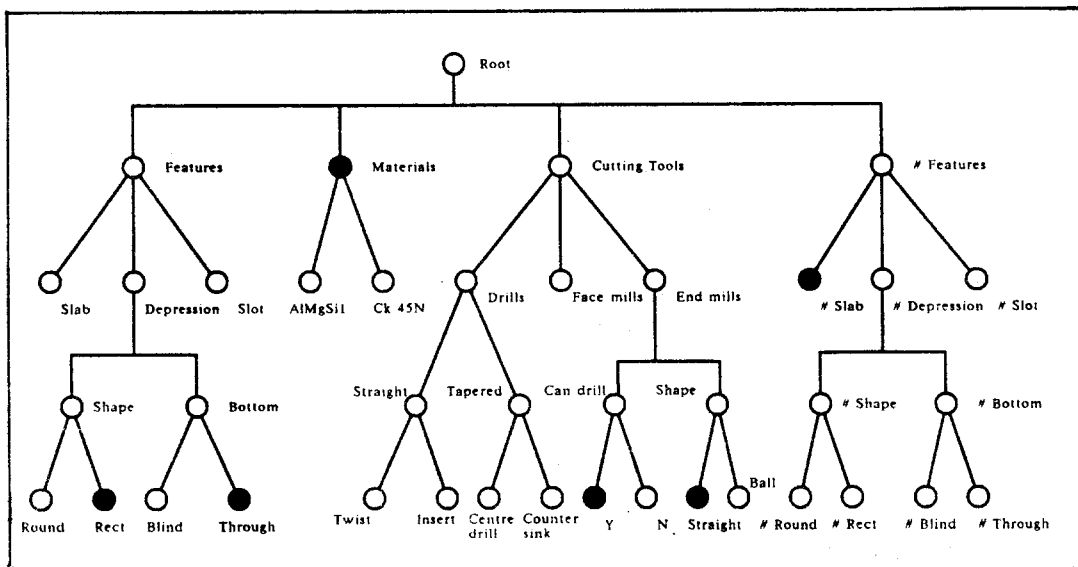 Root
Features
Materials
Cutting Tools
# Features
Slab
Depression
Slot
AlMgSi1
Ck 45N
Drills
Face mills
End mills
# Slab
# Depression
# Slot
Shape
Bottom
Straight
Tapered
Can drill
Shape
# Shape
# Bottom
Round
Rect
Blind
Through
Twist
Insert
Centre
drill
Counter
sink
Y
N
Straight
Ball
# Round
# Rect
# Blind
# Through